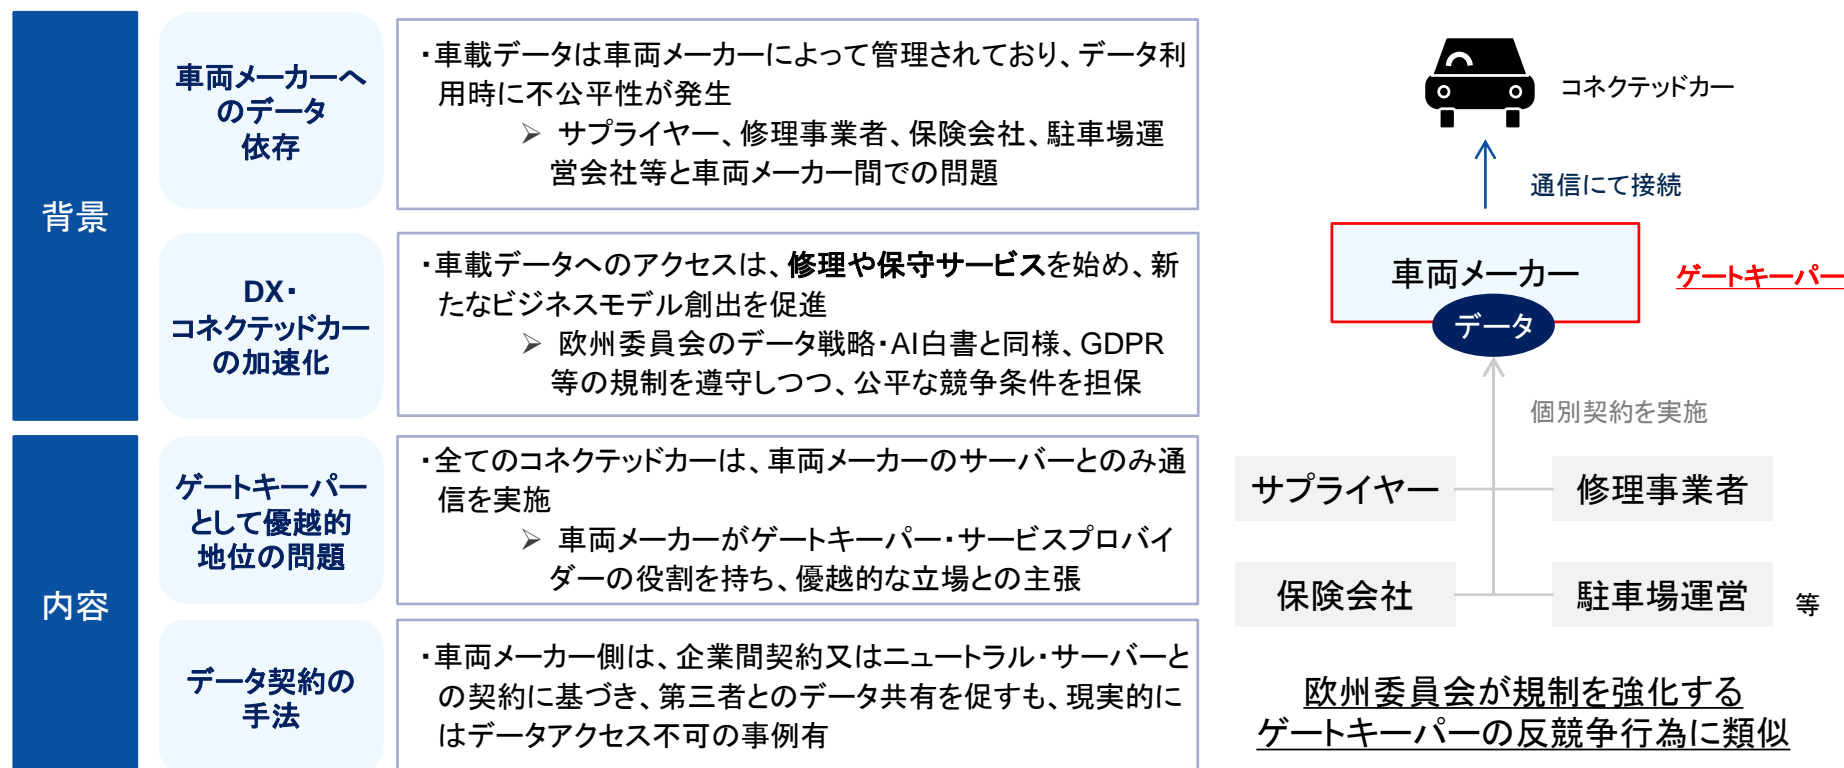 背景
車両メーカーへ
のデータ
依存
・車載データは車両メーカーによって管理されており、データ利
用時に不公平性が発生
➢ サプライヤー、修理事業者、保険会社、駐車場運
営会社等と車両メーカー間での問題
DX・
コネクテッドカー
の加速化
・車載データへのアクセスは、修理や保守サービスを始め、新
たなビジネスモデル創出を促進
➢ 欧州委員会のデータ戦略・AI白書と同様、GDPR
等の規制を遵守しつつ、公平な競争条件を担保
内容
ゲートキーパー
として優越的
地位の問題
・全てのコネクテッドカーは、車両メーカーのサーバーとのみ通
信を実施
➢ 車両メーカーがゲートキーパー・サービスプロバイ
ダーの役割を持ち、優越的な立場との主張
データ契約の
手法
・車両メーカー側は、企業間契約又はニュートラル・サーバーと
の契約に基づき、第三者とのデータ共有を促すも、現実的に
はデータアクセス不可の事例有
コネクテッドカー
通信にて接続
車両メーカー
ゲートキーパー
データ
個別契約を実施
サプライヤー
修理事業者
保険会社
駐車場運営
等
欧州委員会が規制を強化する
ゲートキーパーの反競争行為に類似